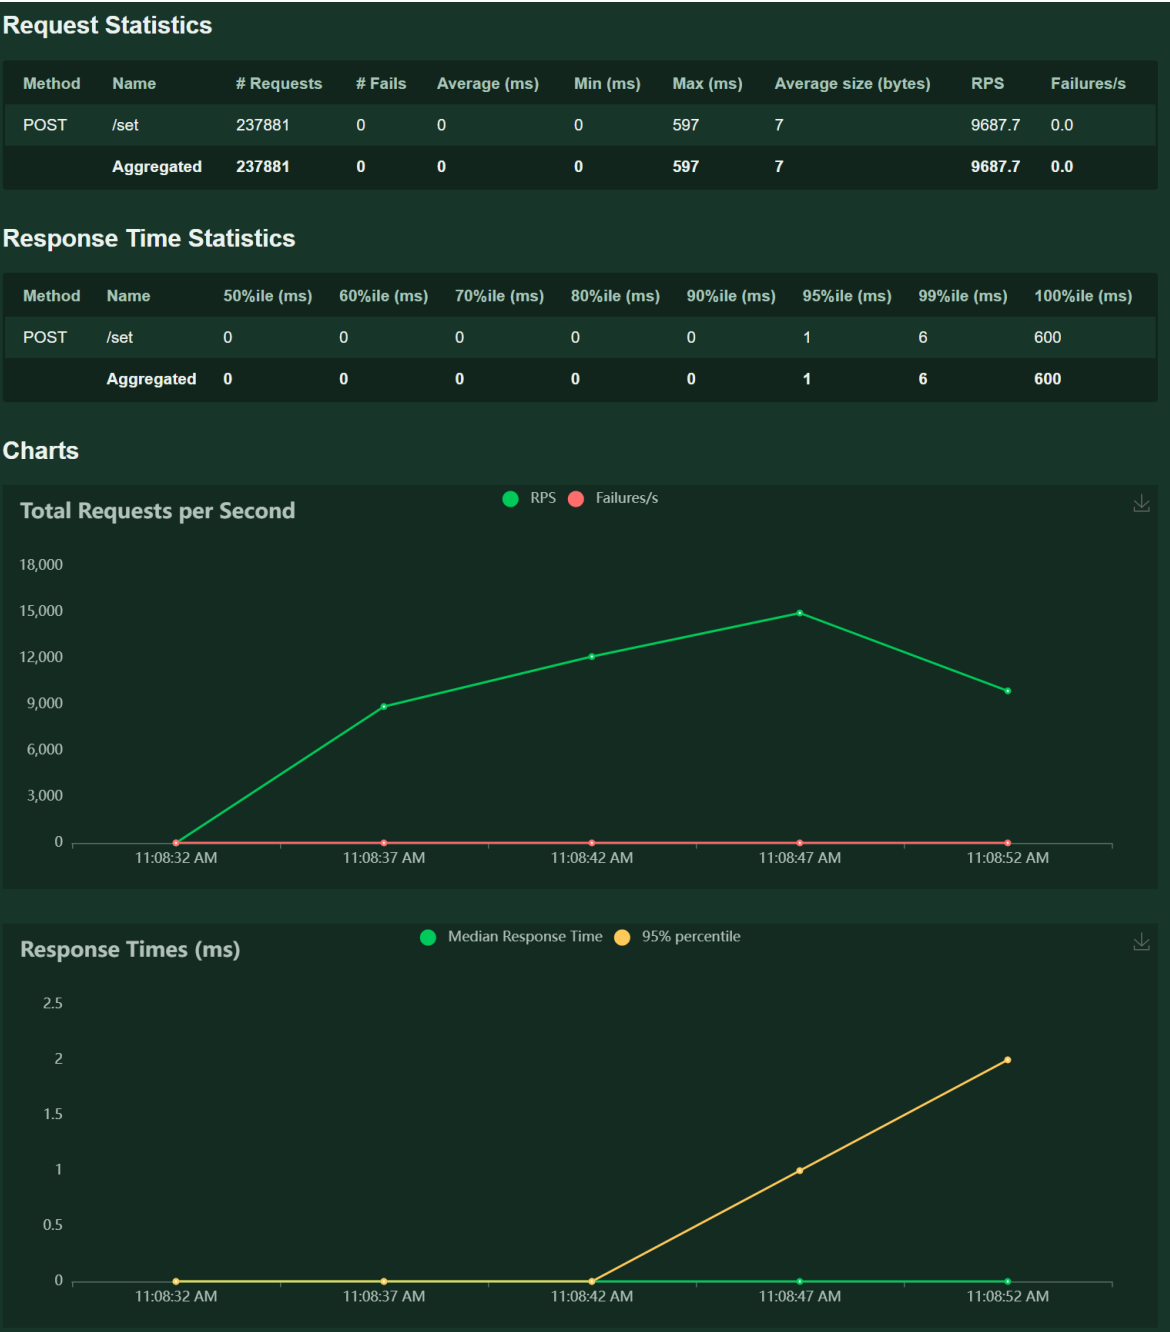 Request Statistics
Method Name # Requests # Fails Average (ms) Min (ms) Max (ms) Average size (bytes) RPS Failures/s
POST /set 237881 0 0 0 597 7 9687.7 0.0
Aggregated 237881 0 0 0 597 7 9687.7 0.0
Response Time Statistics
Method Name 50%ile (ms) 60%ile (ms) 70%ile (ms) 80%ile (ms) 90%ile (ms) 95%ile (ms) 99%ile (ms) 100%ile (ms)
POST /set 0 0 0 0 0 1 6 600
Aggregated 0 0 0 0 0 1 6 600
Charts
RPS Failures/s
Total Requests per Second
18,000
15,000
12,000
9,000
6,000
3,000
0
11:08:32 AM 11:08:37 AM 11:08:42 AM 11:08:47 AM 11:08:52 AM
Median Response Time 95% percentile
Response Times (ms)
2.5
2
1.5
1
0.5
0
11:08:32 AM 11:08:37 AM 11:08:42 AM 11:08:47 AM 11:08:52 AM